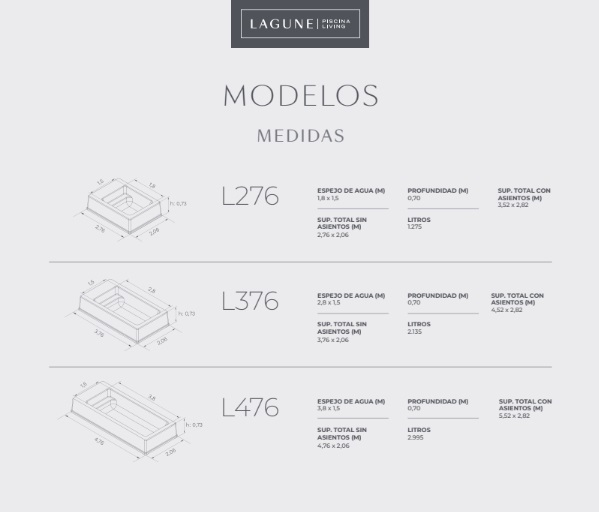 LAGUNE PISCINA LIVING
MODELOS
MEDIDAS
1,5
1,8
h: 0,73
2,76
2,06
L276
ESPEJO DE AGUA (M)
1,8 x 1,5
PROFUNDIDAD (M)
0,70
SUP. TOTAL CON
ASIENTOS (M)
3,52 x 2,82
SUP. TOTAL SIN
ASIENTOS (M)
2,76 x 2,06
LITROS
1.275
1,5
2,8
h: 0,73
3,76
2,06
L376
ESPEJO DE AGUA (M)
2,8 x 1,5
PROFUNDIDAD (M)
0,70
SUP. TOTAL CON
ASIENTOS (M)
4,52 x 2,82
SUP. TOTAL SIN
ASIENTOS (M)
3,76 x 2,06
LITROS
2.135
1,5
3,8
h: 0,73
4,76
2,06
L476
ESPEJO DE AGUA (M)
3,8 x 1,5
PROFUNDIDAD (M)
0,70
SUP. TOTAL CON
ASIENTOS (M)
5,52 x 2,82
SUP. TOTAL SIN
ASIENTOS (M)
4,76 x 2,06
LITROS
2.995